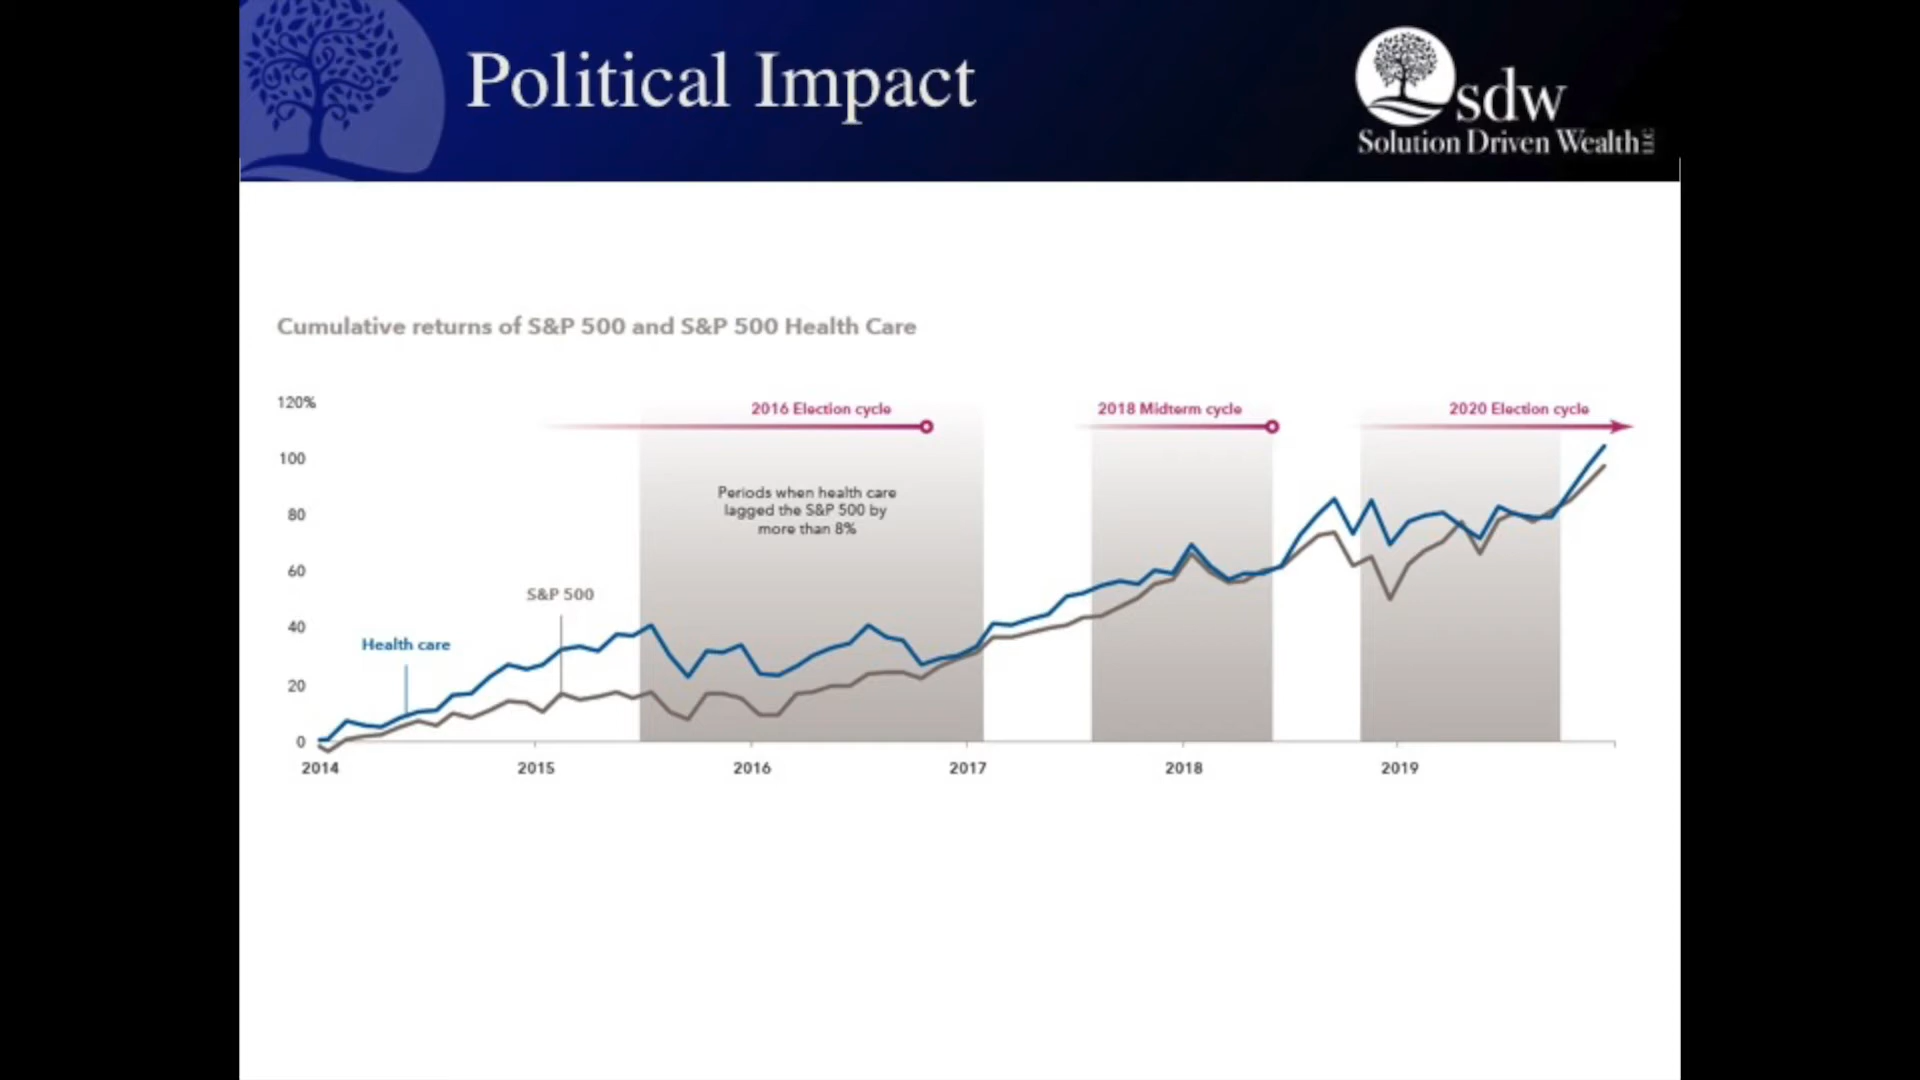 Political Impact
sdw
Solution Driven Wealth LLC
Cumulative returns of S&P 500 and S&P 500 Health Care
120%
100
80
60
40
20
0
2016 Election cycle
2018 Midterm cycle
2020 Election cycle
Periods when health care
lagged the S&P 500 by
more than 8%
S&P 500
Health care
2014
2015
2016
2017
2018
2019